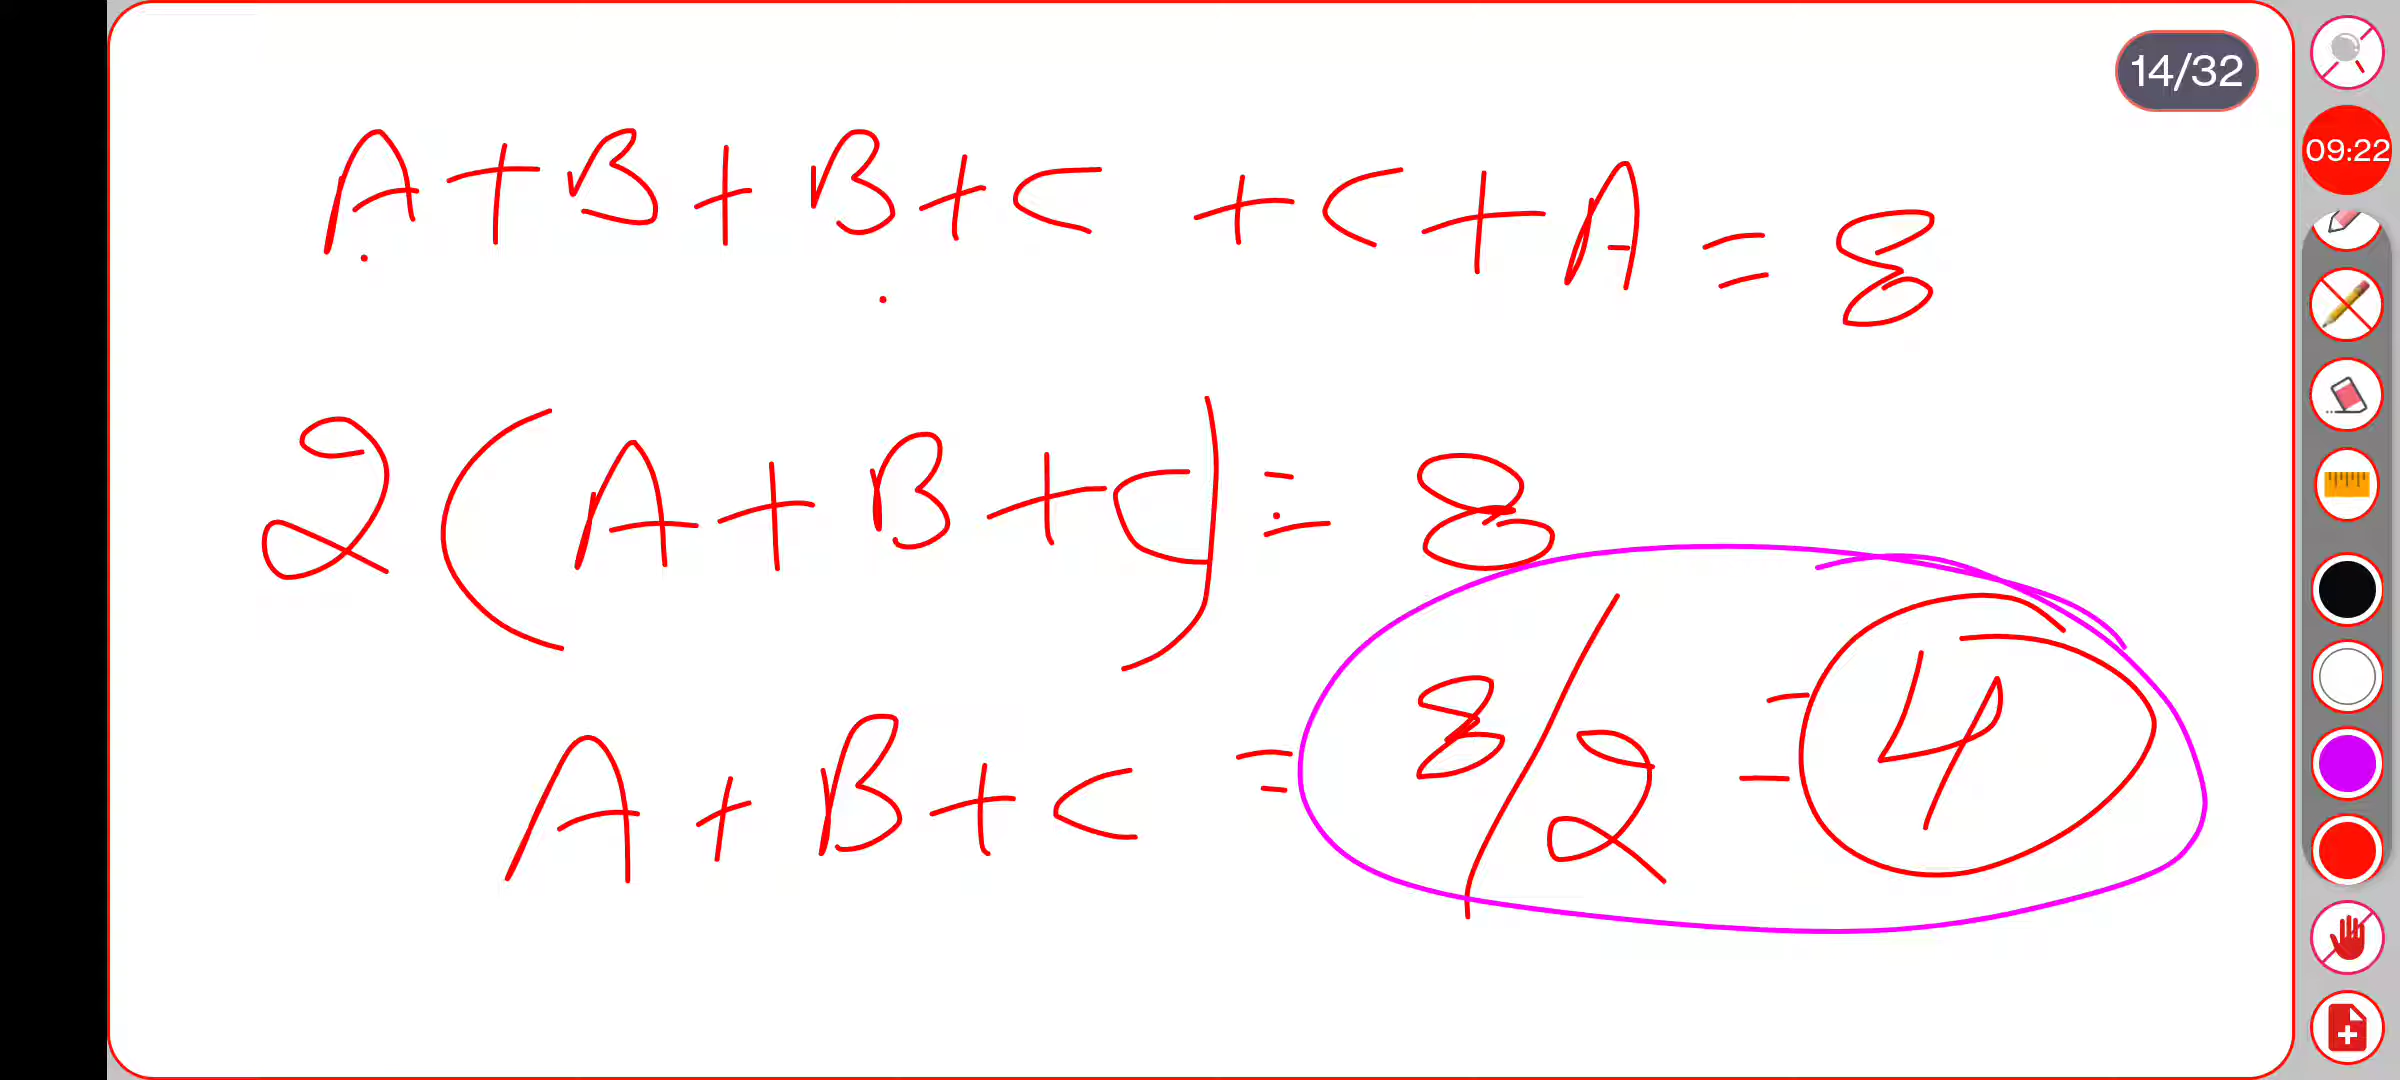 14/32
09:22
A + B + B + C + C + A = 8
2 ( A + B + C ) = 8
A + B + C = 8/2 = 4